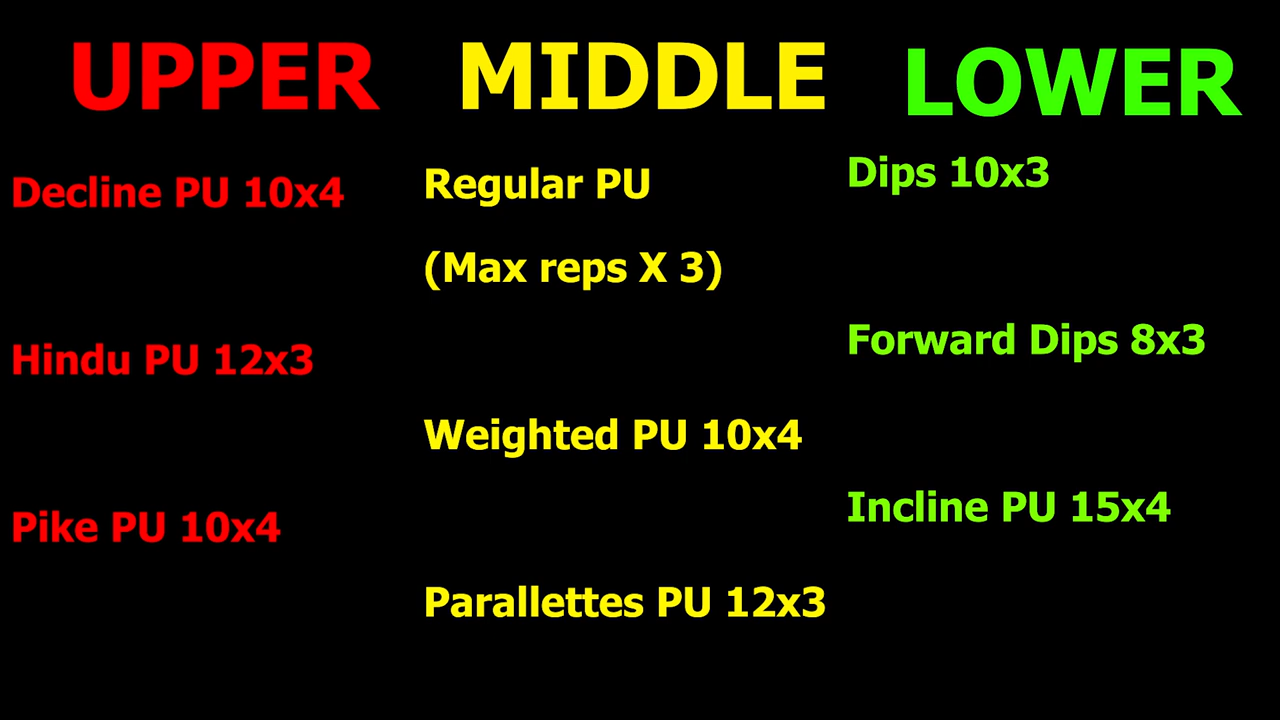 UPPER
Decline PU 10x4
Hindu PU 12x3
Pike PU 10x4
MIDDLE
Regular PU
(Max reps X 3)
Weighted PU 10x4
Parallettes PU 12x3
LOWER
Dips 10x3
Forward Dips 8x3
Incline PU 15x4